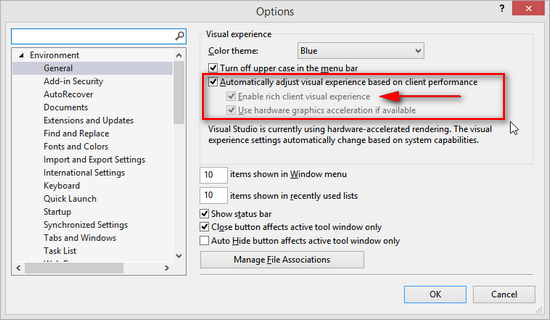 Options
Environment
General
Add-in Security
AutoRecover
Documents
Extensions and Updates
Find and Replace
Fonts and Colors
Import and Export Settings
International Settings
Keyboard
Quick Launch
Startup
Synchronized Settings
Tabs and Windows
Task List
Visual experience
Color theme: Blue
Turn off upper case in the menu bar
Automatically adjust visual experience based on client performance
Enable rich client visual experience
Use hardware graphics acceleration if available
Visual Studio is currently using hardware-accelerated rendering. The visual
experience settings automatically change based on system capabilities.
10 items shown in Window menu
10 items shown in recently used lists
Show status bar
Close button affects active tool window only
Auto Hide button affects active tool window only
Manage File Associations
OK Cancel